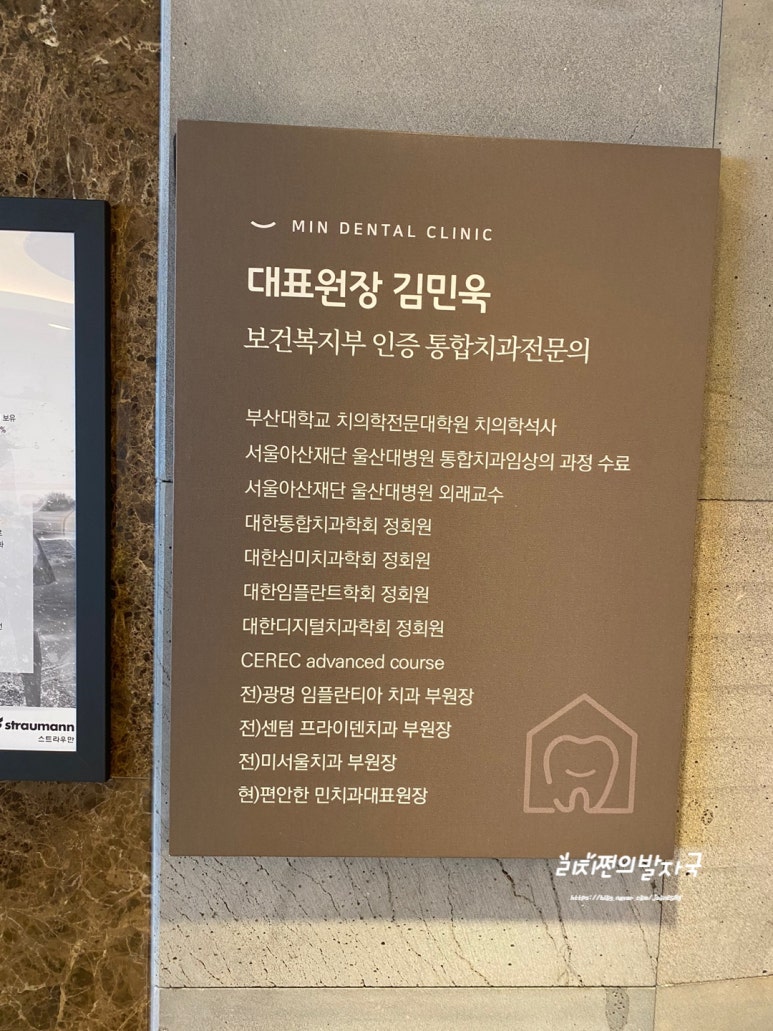 MIN DENTAL CLINIC
대표원장 김민욱
보건복지부 인증 통합치과전문의
부산대학교 치의학전문대학원 치의학석사
서울아산재단 울산대병원 통합치과임상의 과정 수료
서울아산재단 울산대병원 외래교수
대한통합치과학회 정회원
대한심미치과학회 정회원
대한임플란트학회 정회원
대한디지털치과학회 정회원
CEREC advanced course
전)광명 임플란티아 치과 부원장
전)센텀 프라이덴치과 부원장
전)미서울치과 부원장
현)편안한 민치과대표원장
보유
%
straumann
스트라우만